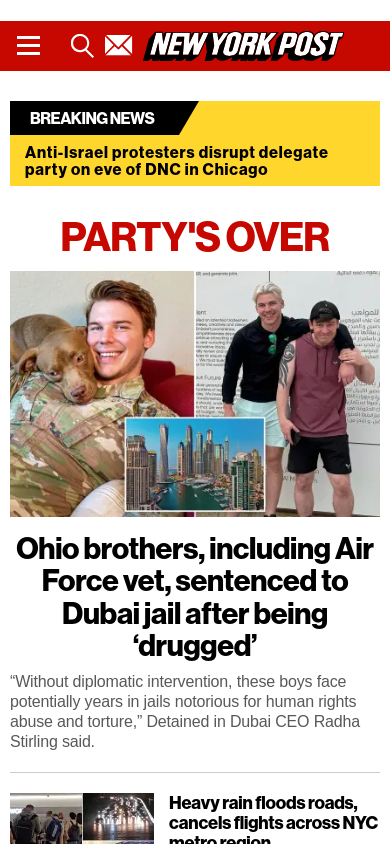 NEW YORK POST
BREAKING NEWS
Anti-Israel protesters disrupt delegate
party on eve of DNC in Chicago
PARTY'S OVER
Ohio brothers, including Air
Force vet, sentenced to
Dubai jail after being
‘drugged’
“Without diplomatic intervention, these boys face
potentially years in jails notorious for human rights
abuse and torture,” Detained in Dubai CEO Radha
Stirling said.
Heavy rain floods roads,
cancels flights across NYC
metro region